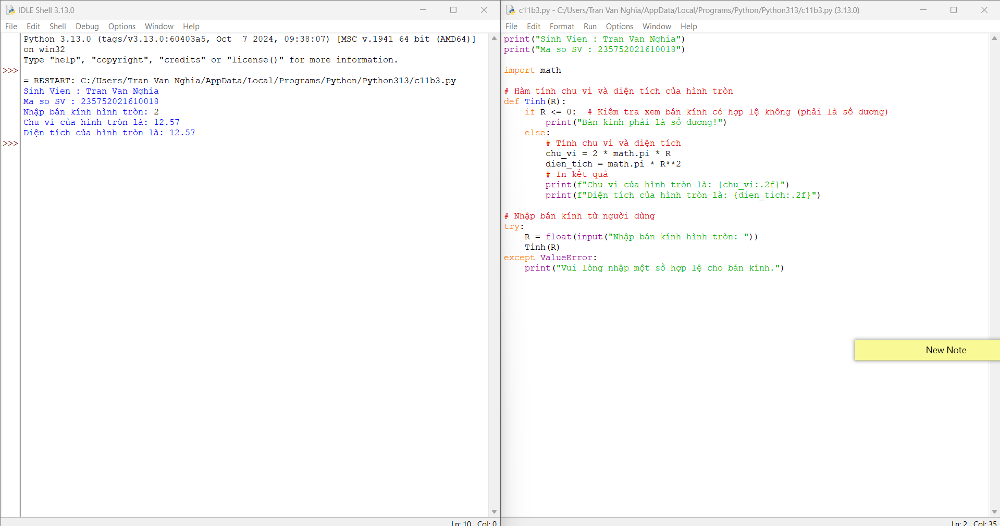 IDLE Shell 3.13.0
File Edit Shell Debug Options Window Help
Python 3.13.0 (tags/v3.13.0:60403a5, Oct  7 2024, 09:38:07) [MSC v.1941 64 bit (AMD64)]
on win32
Type "help", "copyright", "credits" or "license()" for more information.
>>>
= RESTART: C:/Users/Tran Van Nghia/AppData/Local/Programs/Python/Python313/c11b3.py
Sinh Vien : Tran Van Nghia
Ma so SV : 235752021610018
Nhập bán kính hình tròn: 2
Chu vi của hình tròn là: 12.57
Diện tích của hình tròn là: 12.57
>>>
Ln: 10 Col: 0
c11b3.py - C:/Users/Tran Van Nghia/AppData/Local/Programs/Python/Python313/c11b3.py (3.13.0)
File Edit Format Run Options Window Help
print("Sinh Vien : Tran Van Nghia")
print("Ma so SV : 235752021610018")
import math
# Hàm tính chu vi và diện tích của hình tròn
def Tinh(R):
    if R <= 0:  # Kiểm tra xem bán kính có hợp lệ không (phải là số dương)
        print("Bán kính phải là số dương!")
    else:
        # Tính chu vi và diện tích
        chu_vi = 2 * math.pi * R
        dien_tich = math.pi * R**2
        # In kết quả
        print(f"Chu vi của hình tròn là: {chu_vi:.2f}")
        print(f"Diện tích của hình tròn là: {dien_tich:.2f}")
# Nhập bán kính từ người dùng
try:
    R = float(input("Nhập bán kính hình tròn: "))
    Tinh(R)
except ValueError:
    print("Vui lòng nhập một số hợp lệ cho bán kính.")
New Note
Ln: 2 Col: 35